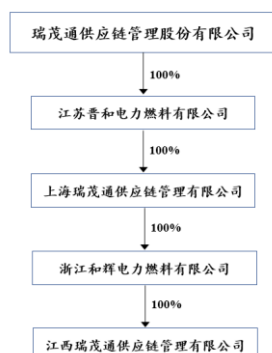 瑞茂通供应链管理股份有限公司
100%
江苏晋和电力燃料有限公司
100%
上海瑞茂通供应链管理有限公司
100%
浙江和辉电力燃料有限公司
100%
江西瑞茂通供应链管理有限公司